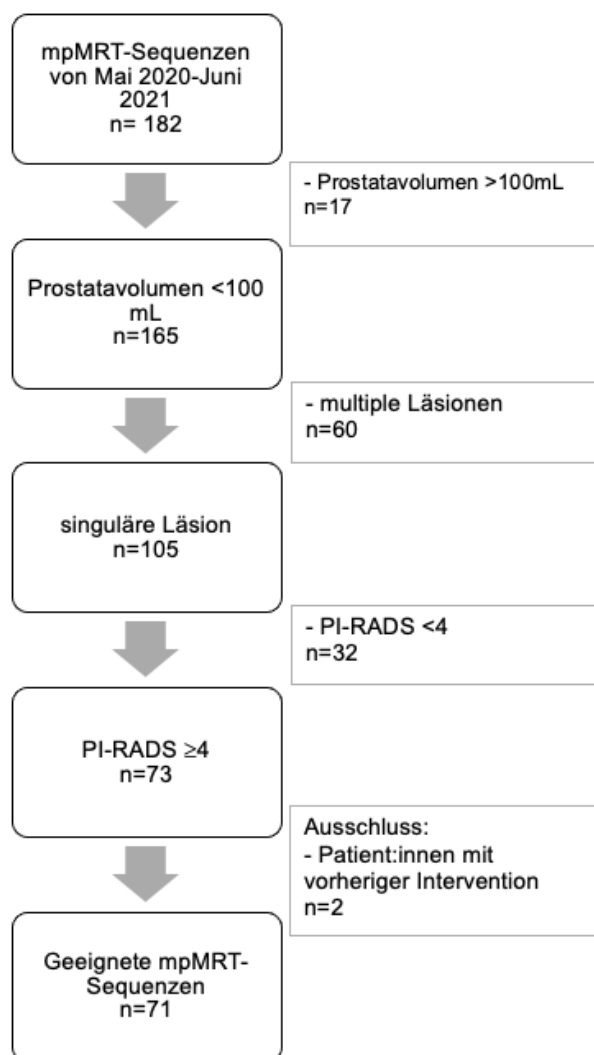 mpMRT-Sequenzen
von Mai 2020-Juni
2021
n= 182
- Prostatavolumen >100mL
n=17
Prostatavolumen <100
mL
n=165
- multiple Läsionen
n=60
singuläre Läsion
n=105
- PI-RADS <4
n=32
PI-RADS ≥4
n=73
Ausschluss:
- Patient:innen mit
vorheriger Intervention
n=2
Geeignete mpMRT-
Sequenzen
n=71